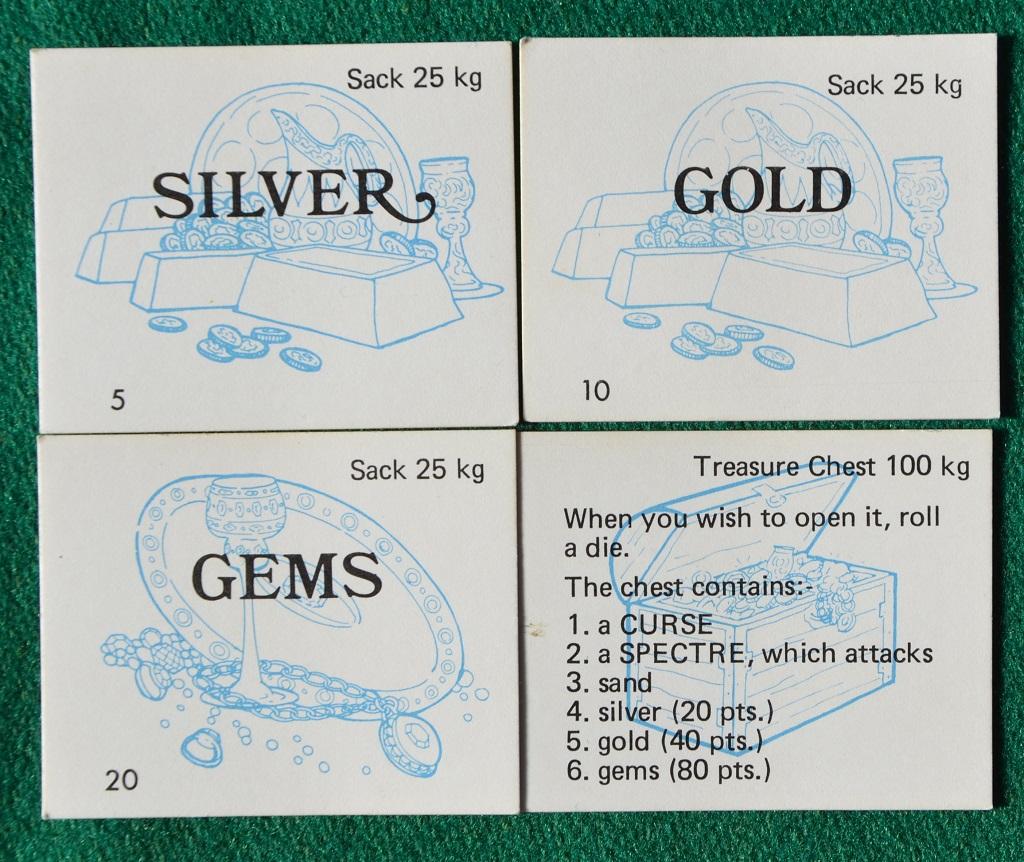 Sack 25 kg
SILVER
5
Sack 25 kg
GOLD
10
Sack 25 kg
GEMS
20
Treasure Chest 100 kg
When you wish to open it, roll
a die.
The chest contains:-
1. a CURSE
2. a SPECTRE, which attacks
3. sand
4. silver (20 pts.)
5. gold (40 pts.)
6. gems (80 pts.)